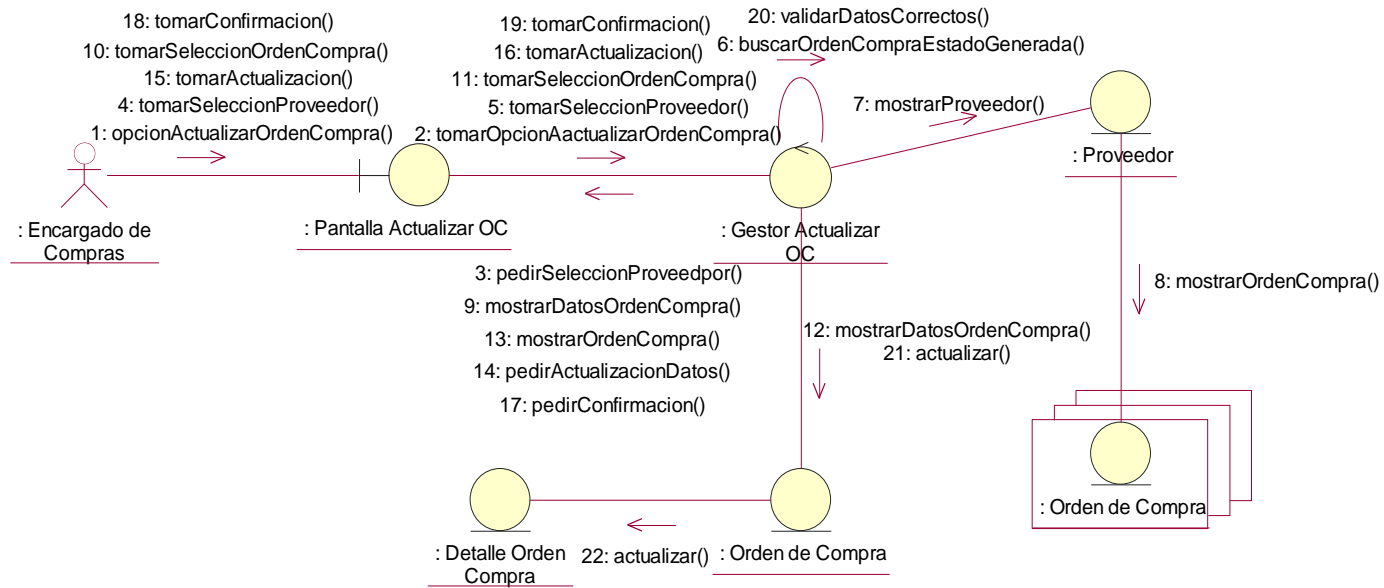 18: tomarConfirmacion()
10: tomarSeleccionOrdenCompra()
15: tomarActualizacion()
4: tomarSeleccionProveedor()
1: opcionActualizarOrdenCompra()
19: tomarConfirmacion()
16: tomarActualizacion()
11: tomarSeleccionOrdenCompra()
5: tomarSeleccionProveedor()
2: tomarOpcionAactualizarOrdenCompra()
20: validarDatosCorrectos()
6: buscarOrdenCompraEstadoGenerada()
7: mostrarProveedor()
: Proveedor
: Encargado de
Compras
: Pantalla Actualizar OC
: Gestor Actualizar
OC
3: pedirSeleccionProveedpor()
9: mostrarDatosOrdenCompra()
13: mostrarOrdenCompra()
14: pedirActualizacionDatos()
17: pedirConfirmacion()
8: mostrarOrdenCompra()
12: mostrarDatosOrdenCompra()
21: actualizar()
: Orden de Compra
: Detalle Orden
Compra
22: actualizar()
: Orden de Compra